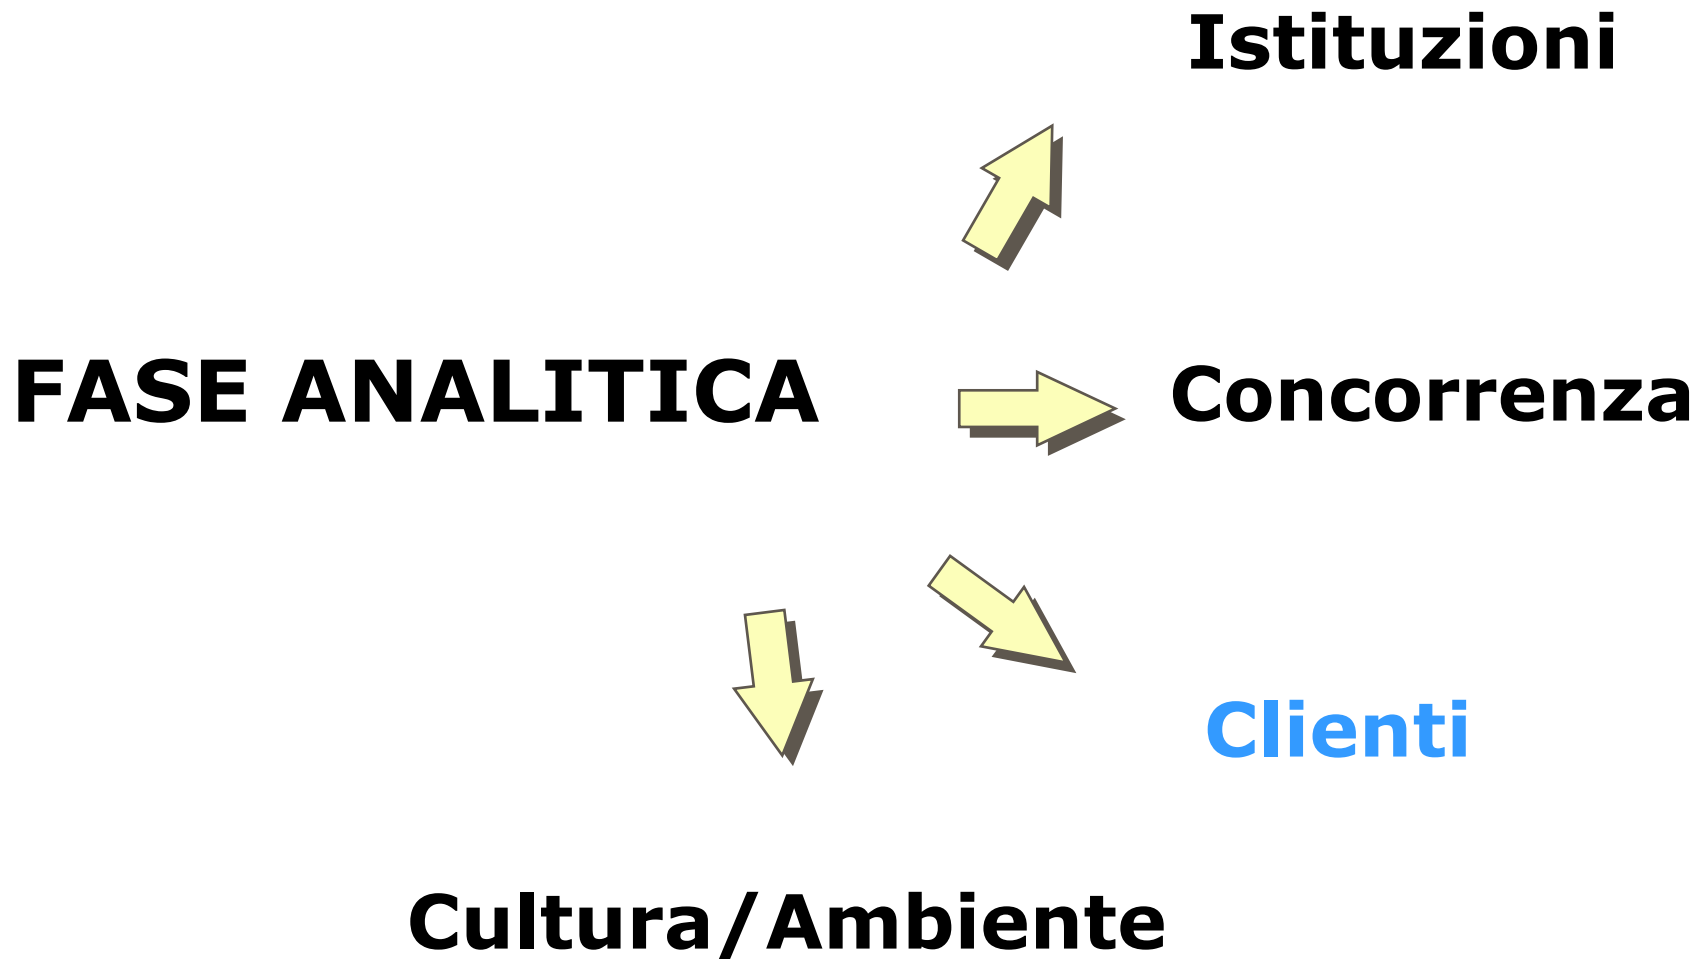 Istituzioni
FASE ANALITICA
Concorrenza
Clienti
Cultura/Ambiente